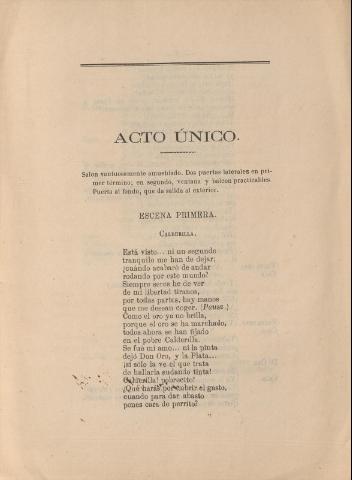 ACTO ÚNICO.
Salon suntuosamente amueblado. Dos puertas laterales en pri-
mer término; en segundo, ventana y balcon practicables.
Puerta al fondo, que da salida al exterior.
ESCENA PRIMERA.
CALDERILLA.
Está visto... ni un segundo
tranquilo me han de dejar;
¡cuándo acabaré de andar
rodando por este mundo?
Siempre seres he de ver
de mi libertad tiranos,
por todas partes, hay manos
que me desean coger. (Pausa.)
Como el oro ya no brilla,
porque el oro se ha marchado,
todos ahora se han fijado
en el pobre Calderilla.
Se fué mi amo... ni la pinta
dejó Don Oro, y la Plata...
¡si sólo la ve el que trata
de hallarla sudando tinta!
Calderilla! pobrecito!
¡Qué harás por cubrir el gasto,
cuando para dar abasto
pones cara de perrito?